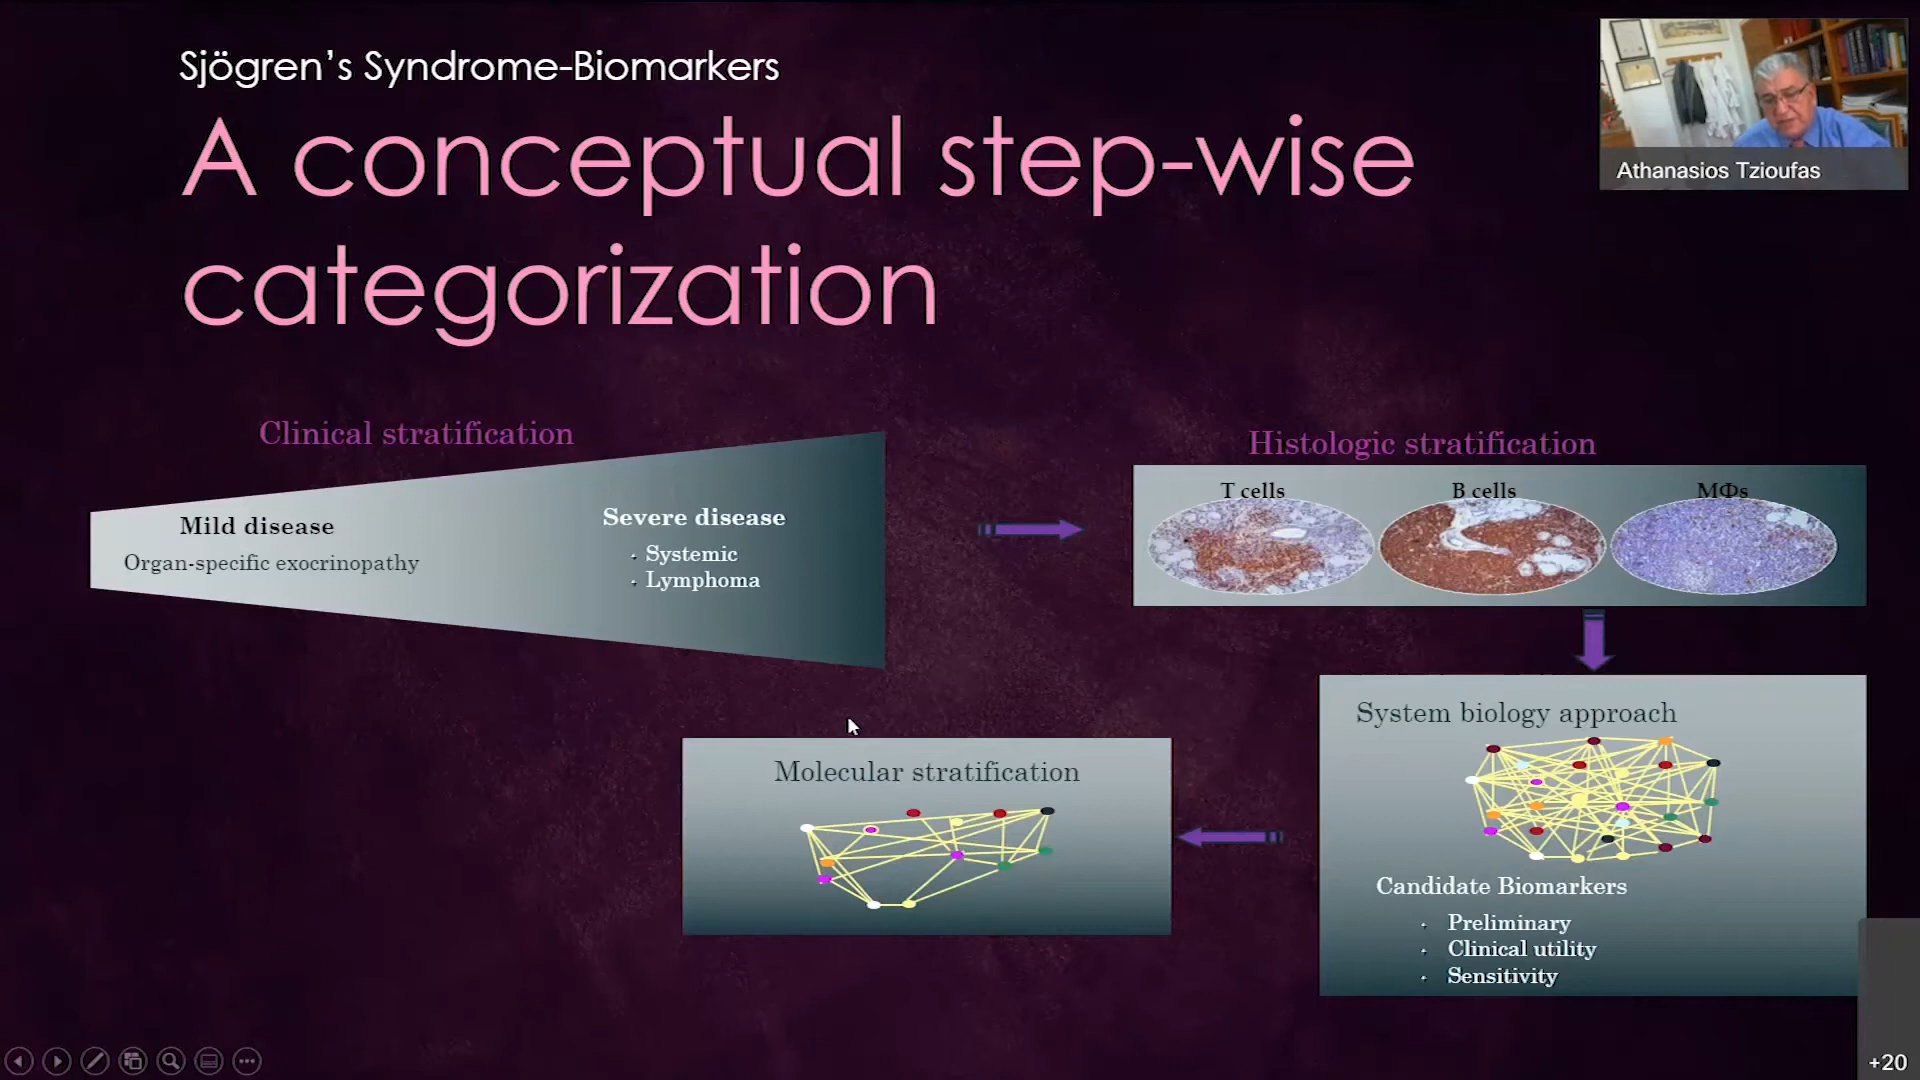 Sjögren's Syndrome-Biomarkers
A conceptual step-wise
categorization
Athanasios Tzioufas
Clinical stratification
Mild disease
Organ-specific exocrinopathy
Severe disease
· Systemic
· Lymphoma
Histologic stratification
T cells
B cells
MΦs
System biology approach
Candidate Biomarkers
· Preliminary
· Clinical utility
· Sensitivity
Molecular stratification
+20